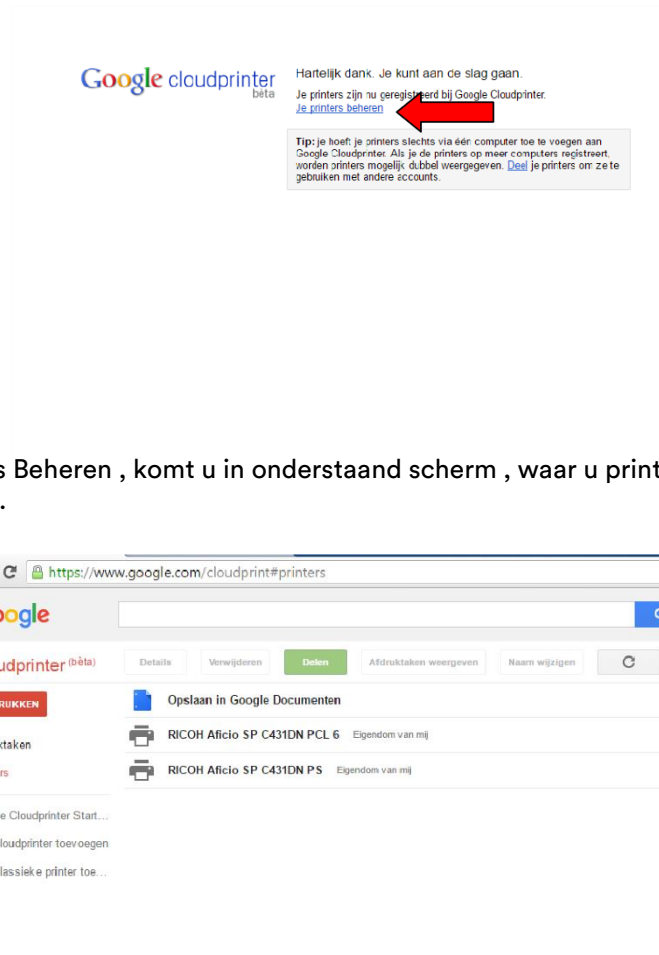 Google cloudprinter
bèta
Hartelijk dank. Je kunt aan de slag gaan.
Je printers zijn nu geregistreerd bij Google Cloudprinter.
Je printers beheren
Tip: je hoeft je printers slechts via één computer toe te voegen aan
Google Cloudprinter. Als je de printers op meer computers registreert,
worden printers mogelijk dubbel weergegeven. Deel je printers om ze te
gebruiken met andere accounts.
s Beheren , komt u in onderstaand scherm , waar u print
.
https://www.google.com/cloudprint#printers
oogle
udprinter (bèta)
Details Verwijderen Delen Afdruktaken weergeven Naam wijzigen
RUKKEN
Opslaan in Google Documenten
RICOH Aficio SP C431DN PCL 6 Eigendom van mij
ktaken
RICOH Aficio SP C431DN PS Eigendom van mij
rs
e Cloudprinter Start...
loudprinter toevoegen
lassieke printer toe...